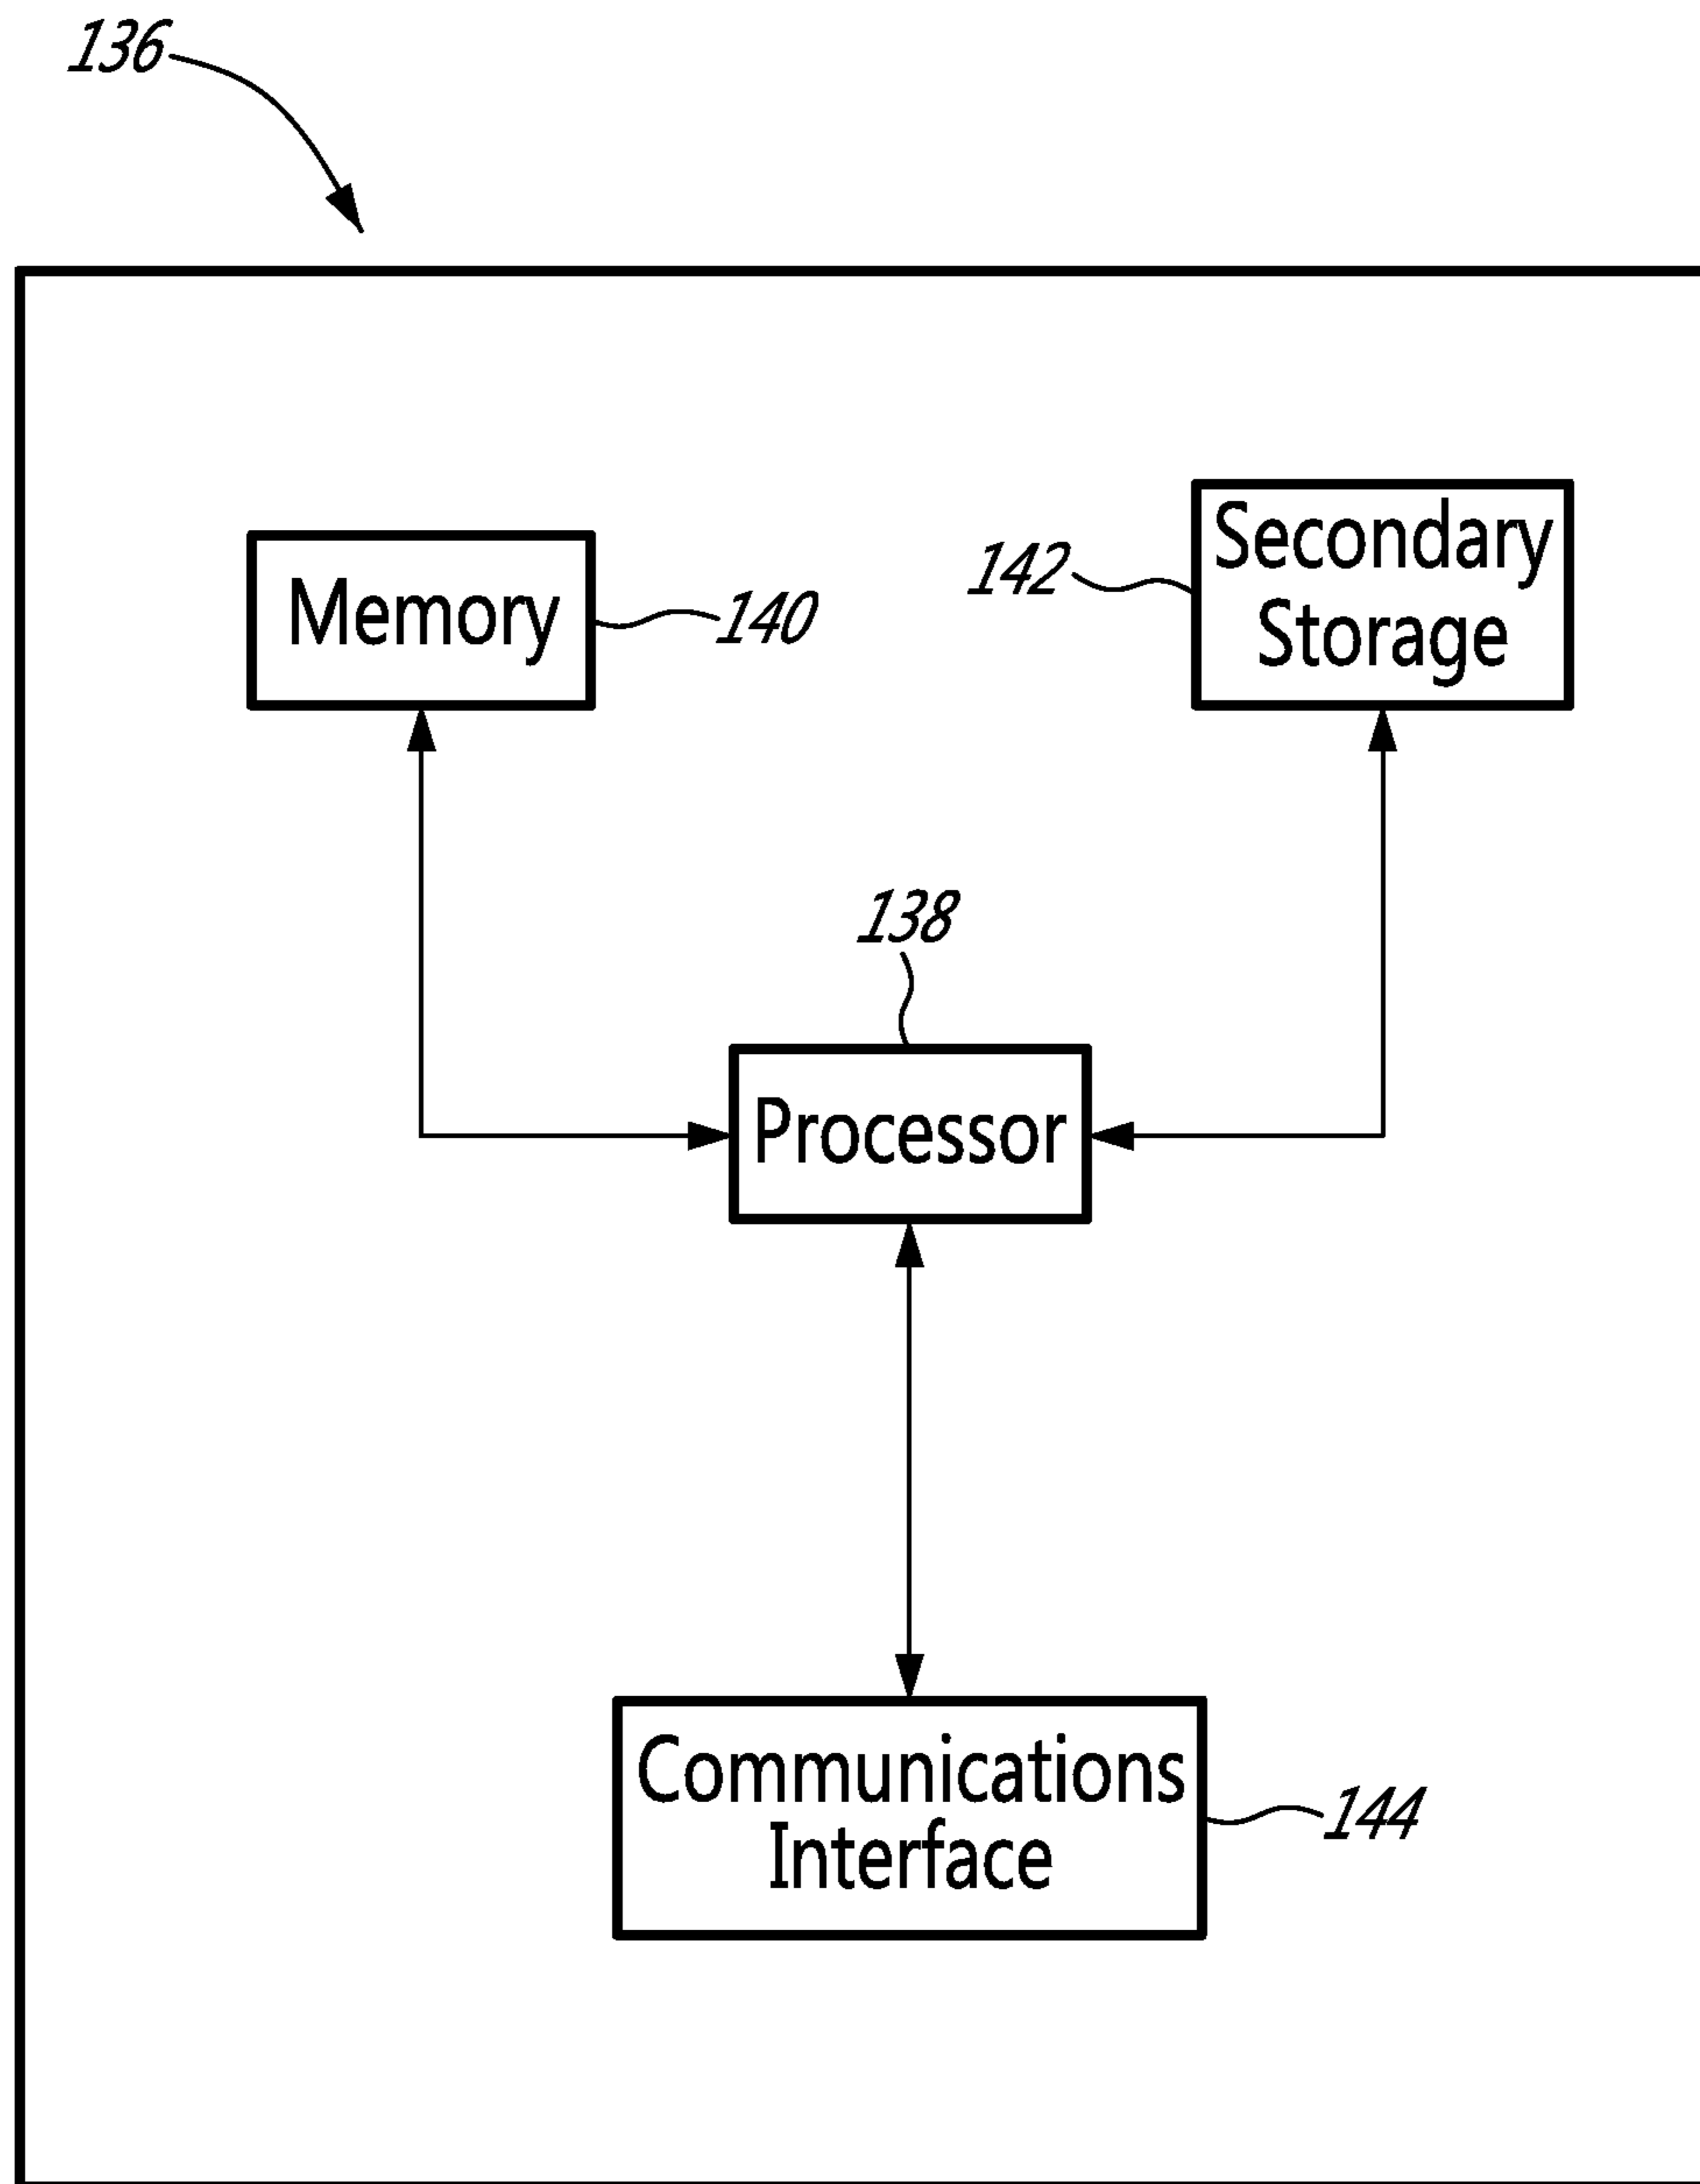 136
Memory
140
142
Secondary
Storage
138
Processor
Communications
Interface
144